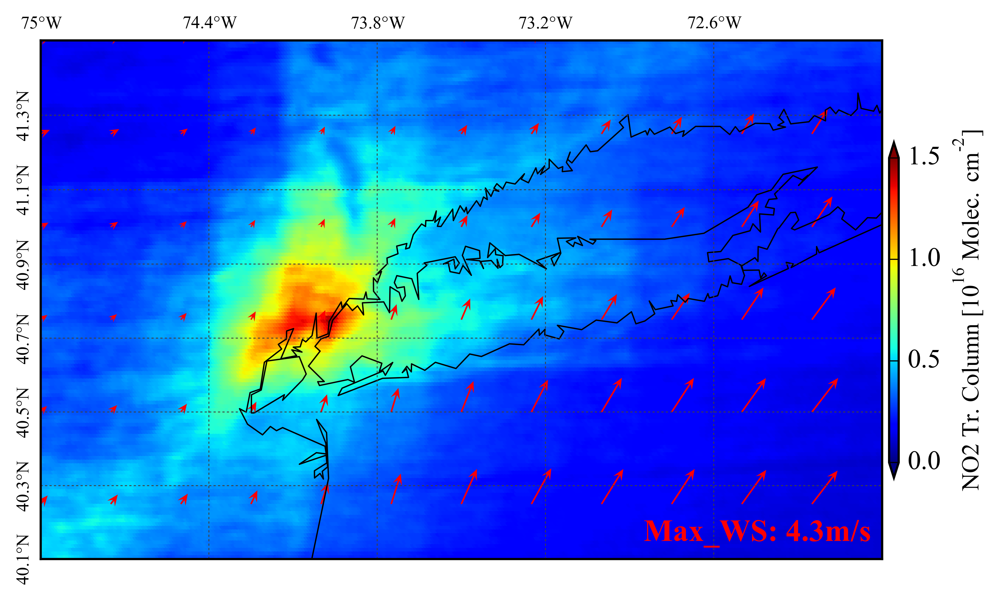 75°W 74.4°W 73.8°W 73.2°W 72.6°W
41.3°N
41.1°N
40.9°N
40.7°N
40.5°N
40.3°N
40.1°N
1.5
1.0
0.5
0.0
NO2 Tr. Column [10^16 Molec. cm^-2]
Max_WS: 4.3m/s